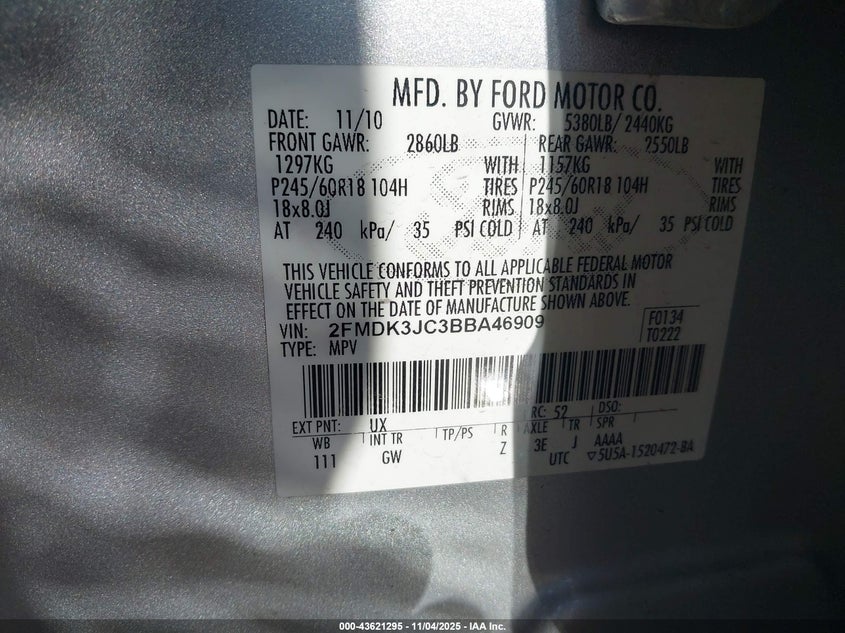 MFD. BY FORD MOTOR CO.
DATE: 11/10 GVWR: 5380LB/ 2440KG
FRONT GAWR: 2860LB REAR GAWR: 2550LB
1297KG WITH 1157KG WITH
P245/60R18 104H TIRES P245/60R18 104H TIRES
18x8.0J RIMS 18x8.0J RIMS
AT 240 kPa/ 35 PSI COLD AT 240 kPa/ 35 PSI COLD
THIS VEHICLE CONFORMS TO ALL APPLICABLE FEDERAL MOTOR
VEHICLE SAFETY AND THEFT PREVENTION STANDARDS IN
EFFECT ON THE DATE OF MANUFACTURE SHOWN ABOVE.
VIN: 2FMDK3JC3BBA46909 F0134
TYPE: MPV T0222
EXT PNT: UX RC: 52 DSO:
WB INT TR TP/PS R AXLE TR SPR
111 GW Z 3E J AAAA
UTC ▽5U5A-1520472-BA
000-43621295 - 11/04/2025 - IAA Inc.